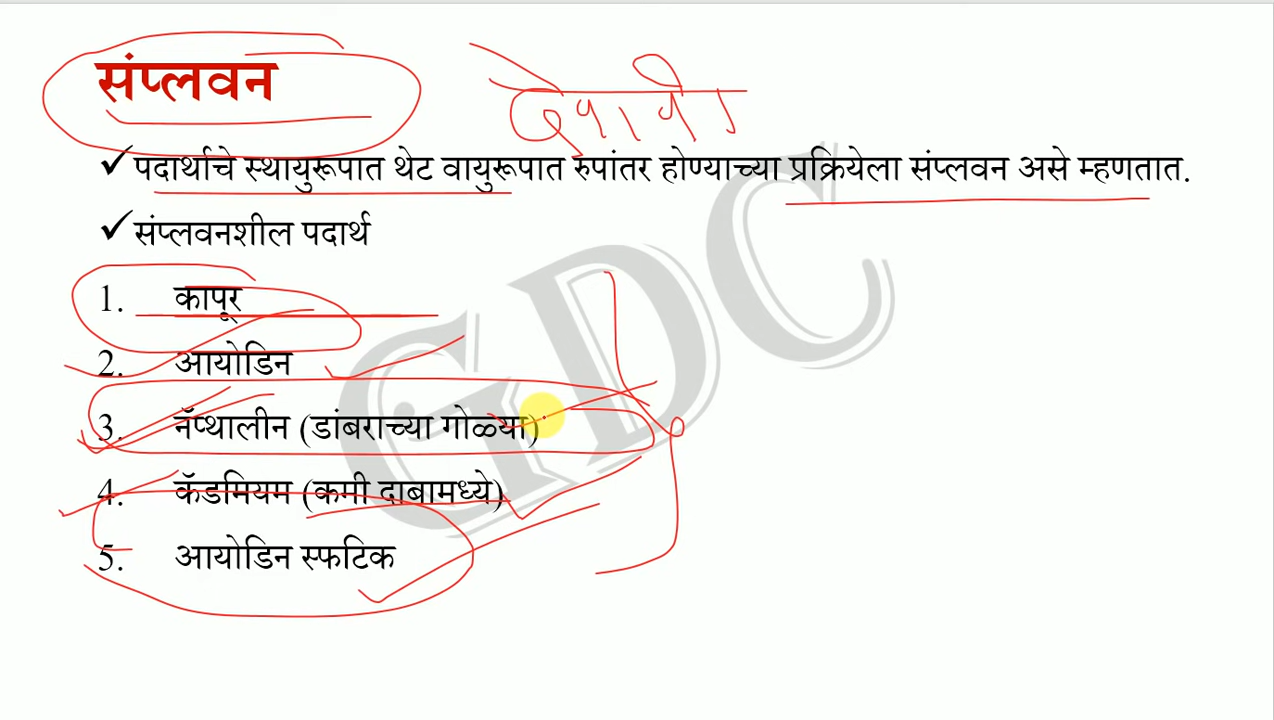 संप्लवन
✓ पदार्थाचे स्थायुरूपात थेट वायुरूपात रुपांतर होण्याच्या प्रक्रियेला संप्लवन असे म्हणतात.
✓ संप्लवनशील पदार्थ
1. कापूर
2. आयोडिन
3. नॅप्थालीन (डांबराच्या गोळ्या)
4. कॅडमियम (कमी दाबामध्ये)
5. आयोडिन स्फटिक
GDC